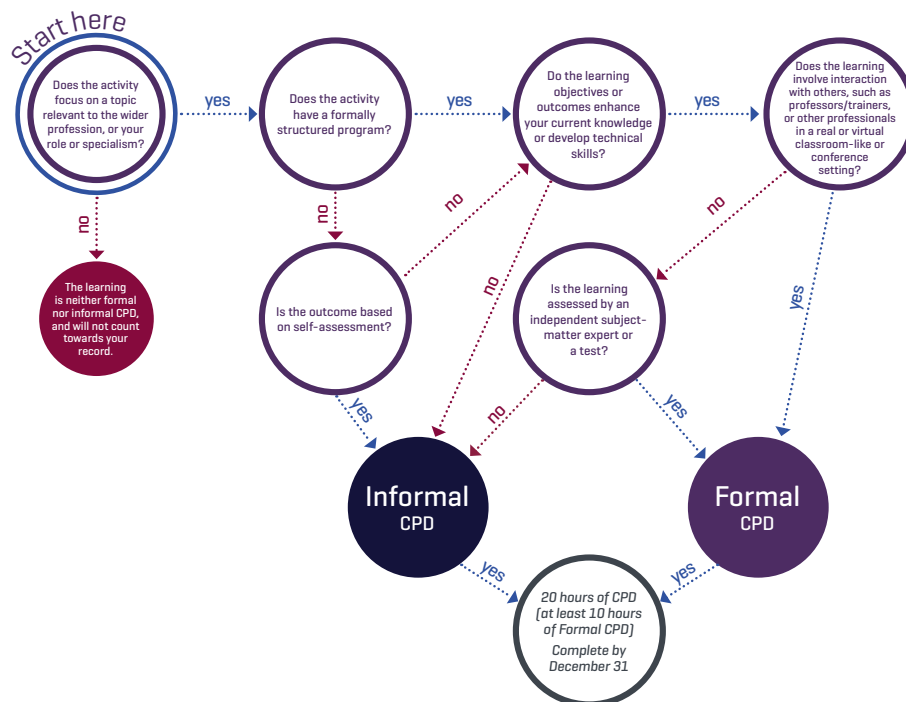 Start here
Does the activity
focus on a topic
relevant to the wider
profession, or your
role or specialism?
yes
Does the activity
have a formally
structured program?
yes
Do the learning
objectives or
outcomes enhance
your current knowledge
or develop technical
skills?
yes
Does the learning
involve interaction
with others, such as
professors/trainers,
or other professionals
in a real or virtual
classroom-like or
conference
setting?
no
no
no
no
no
yes
The learning
is neither formal
nor informal CPD,
and will not count
towards your
record.
Is the outcome based
on self-assessment?
Is the learning
assessed by an
independent subject-
matter expert or
a test?
yes
no
yes
Informal
CPD
Formal
CPD
yes
yes
20 hours of CPD
(at least 10 hours
of Formal CPD)
Complete by
December 31